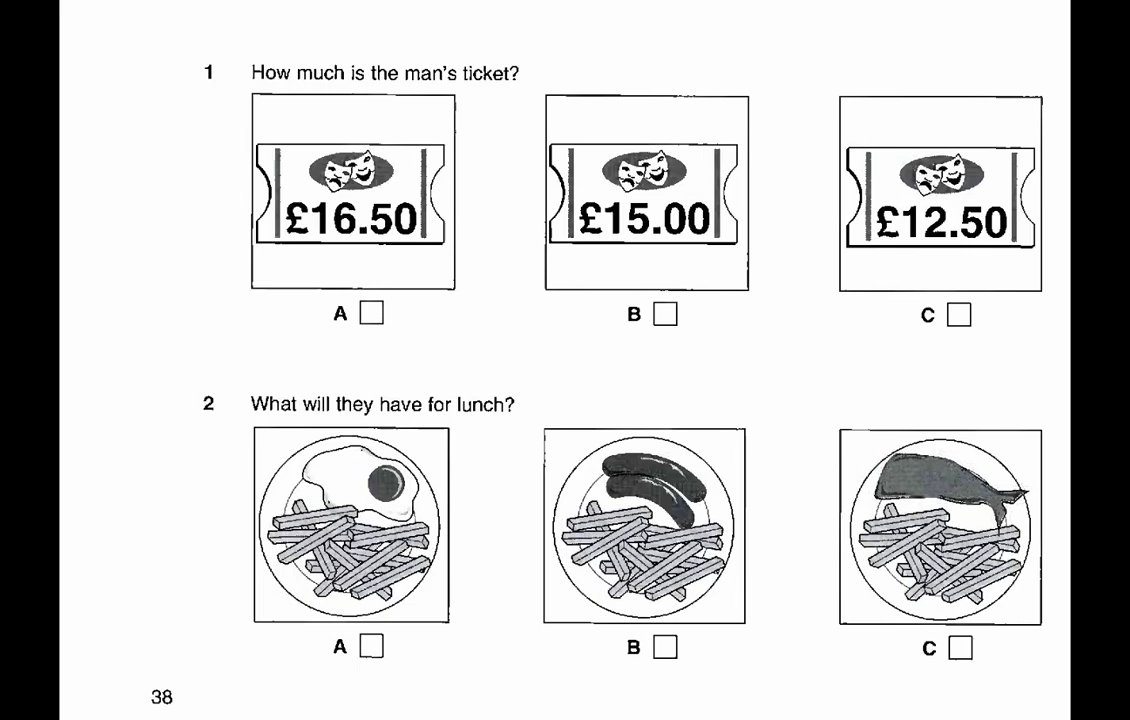 1 How much is the man's ticket?
£16.50 £15.00 £12.50
A B C
2 What will they have for lunch?
A B C
38